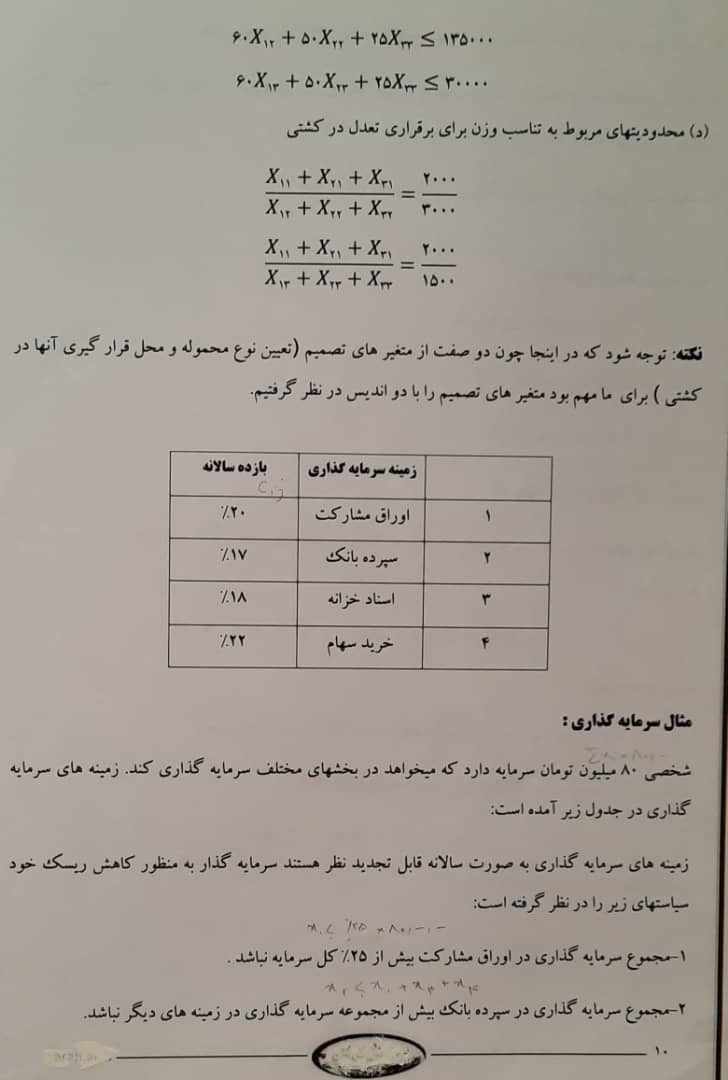 ۶۰X۱۲ + ۵۰X۲۲ + ۲۵X۳۲ ≤ ۱۳۵۰۰۰
۶۰X۱۳ + ۵۰X۲۳ + ۲۵X۳۳ ≤ ۳۰۰۰۰
(د) محدودیتهای مربوط به تناسب وزن برای برقراری تعدل در کشتی
(X۱۱ + X۲۱ + X۳۱) / (X۱۲ + X۲۲ + X۳۲) = ۲۰۰۰ / ۳۰۰۰
(X۱۱ + X۲۱ + X۳۱) / (X۱۳ + X۲۳ + X۳۳) = ۲۰۰۰ / ۱۵۰۰
نکته: توجه شود که در اینجا چون دو صفت از متغیر های تصمیم (تعیین نوع محموله و محل قرار گیری آنها در
کشتی ) برای ما مهم بود متغیر های تصمیم را با دو اندیس در نظر گرفتیم.
زمینه سرمایه گذاری بازده سالانه
۱ اوراق مشارکت ٪۲۰
۲ سپرده بانک ٪۱۷
۳ اسناد خزانه ٪۱۸
۴ خرید سهام ٪۲۲
مثال سرمایه گذاری :
شخصی ۸۰ میلیون تومان سرمایه دارد که میخواهد در بخشهای مختلف سرمایه گذاری کند. زمینه های سرمایه
گذاری در جدول زیر آمده است:
زمینه های سرمایه گذاری به صورت سالانه قابل تجدید نظر هستند سرمایه گذار به منظور کاهش ریسک خود
سیاستهای زیر را در نظر گرفته است:
۱-مجموع سرمایه گذاری در اوراق مشارکت بیش از ۲۵٪ کل سرمایه نباشد .
۲-مجموع سرمایه گذاری در سپرده بانک بیش از مجموعه سرمایه گذاری در زمینه های دیگر نباشد.
۱۰